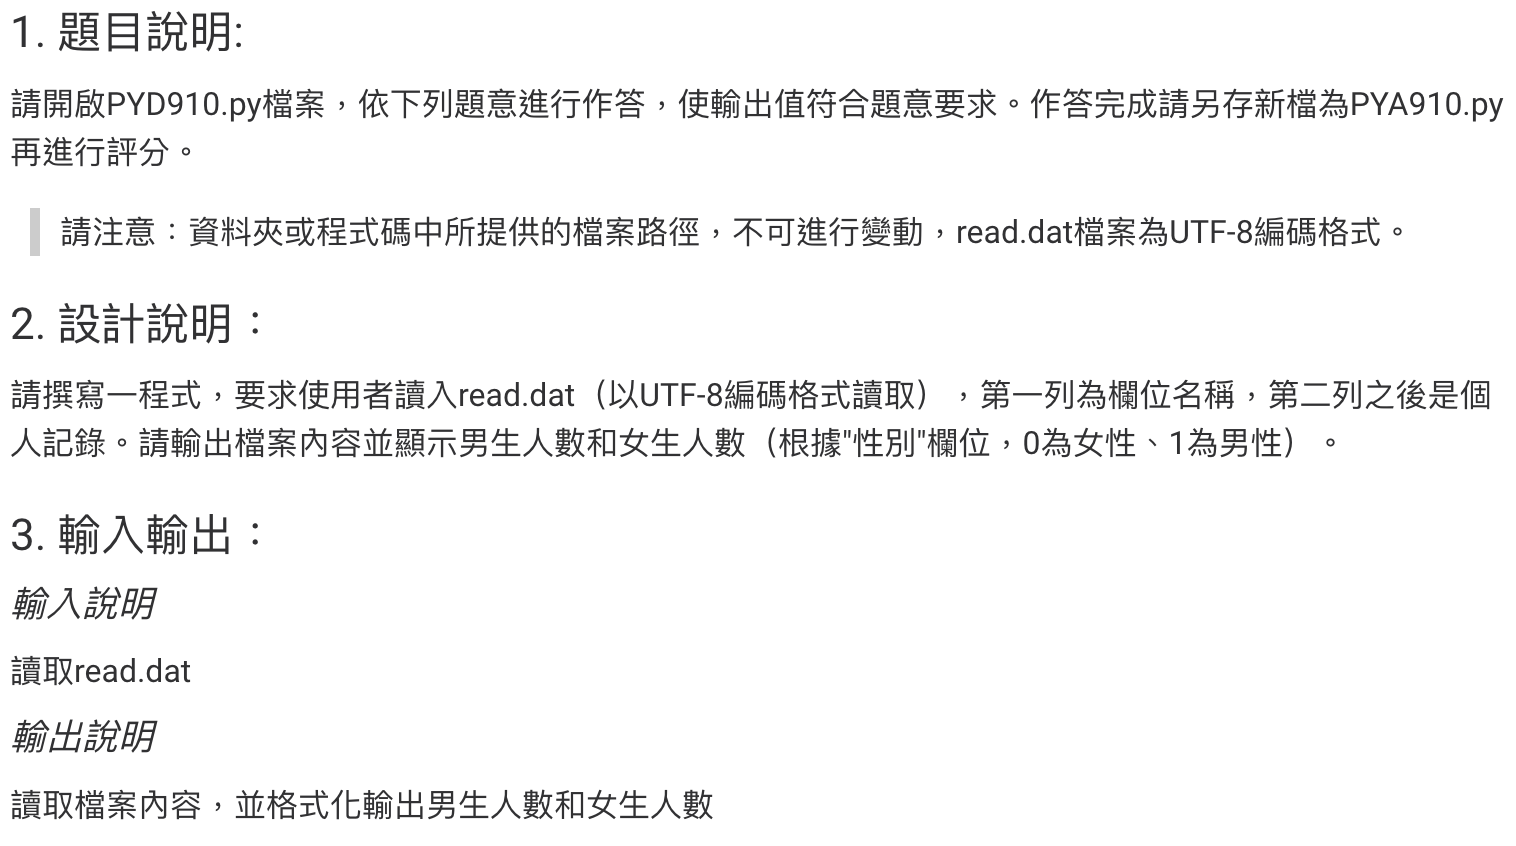 1. 題目說明:
請開啟PYD910.py檔案，依下列題意進行作答，使輸出值符合題意要求。作答完成請另存新檔為PYA910.py
再進行評分。
請注意：資料夾或程式碼中所提供的檔案路徑，不可進行變動，read.dat檔案為UTF-8編碼格式。
2. 設計說明：
請撰寫一程式，要求使用者讀入read.dat（以UTF-8編碼格式讀取），第一列為欄位名稱，第二列之後是個
人記錄。請輸出檔案內容並顯示男生人數和女生人數（根據"性別"欄位，0為女性、1為男性）。
3. 輸入輸出：
輸入說明
讀取read.dat
輸出說明
讀取檔案內容，並格式化輸出男生人數和女生人數